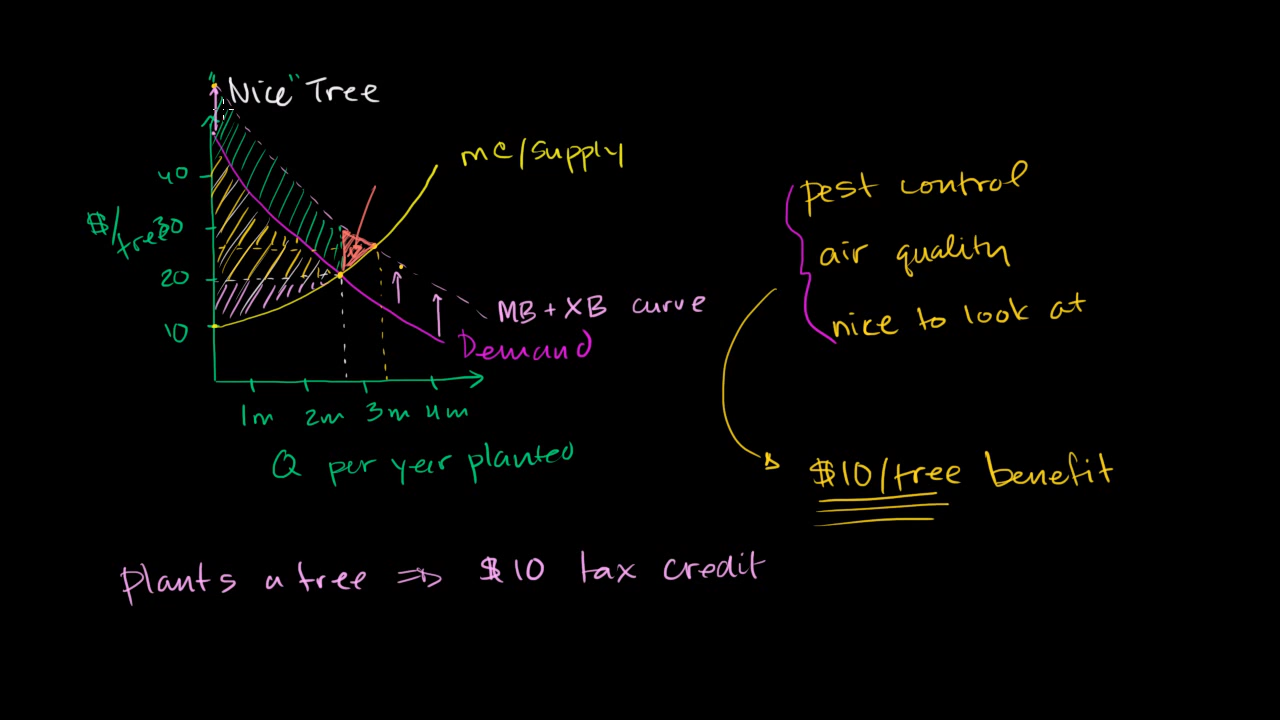 "Nice" Tree
mc/supply
40
$/tree
30
20
10
MB + XB curve
Demand
1m 2m 3m 4m
Q per year planted
pest control
air quality
nice to look at
$10/tree benefit
plants a tree ⇒ $10 tax credit